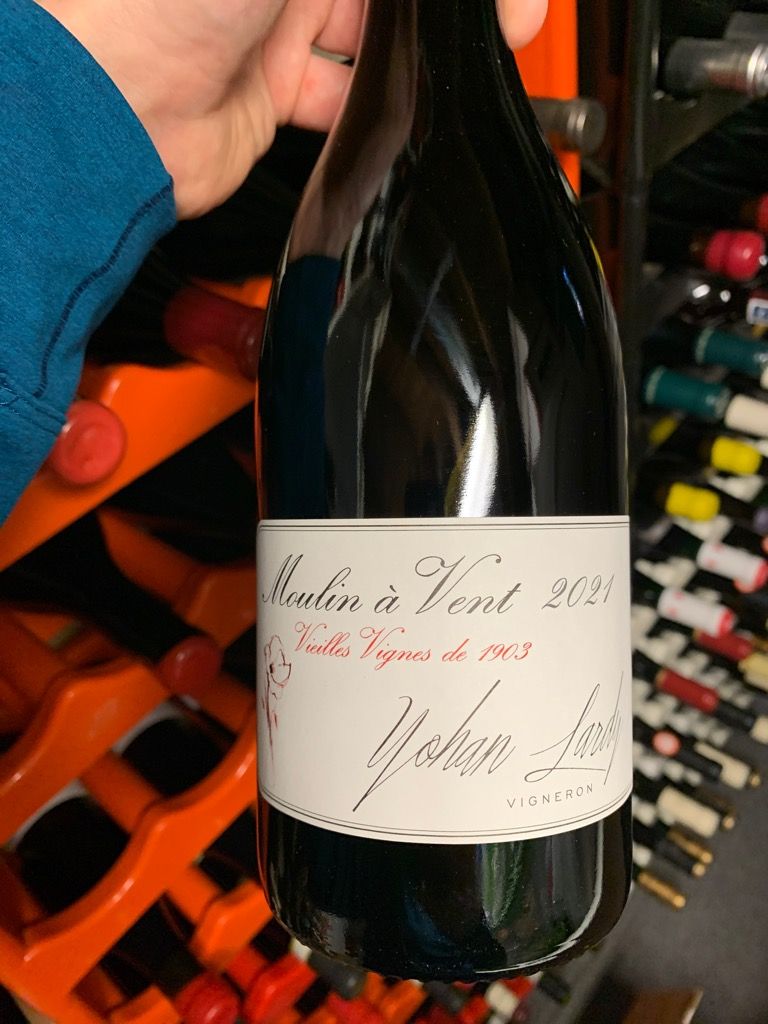 Moulin à Vent 2021
Vieilles Vignes de 1903
Yohan Lardy
VIGNERON